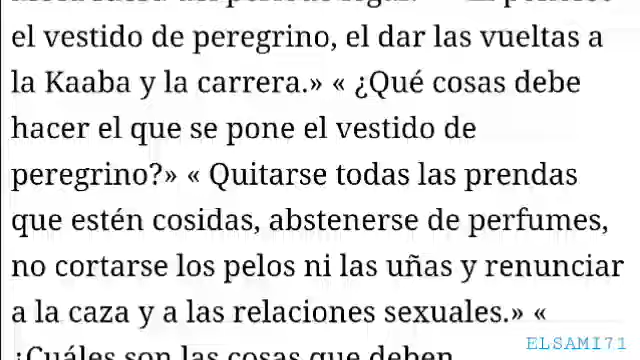 el vestido de peregrino, el dar las vueltas a
la Kaaba y la carrera.» « ¿Qué cosas debe
hacer el que se pone el vestido de
peregrino?» « Quitarse todas las prendas
que estén cosidas, abstenerse de perfumes,
no cortarse los pelos ni las uñas y renunciar
a la caza y a las relaciones sexuales.» «
¿Cuáles son las cosas que deben
ELSAMI71